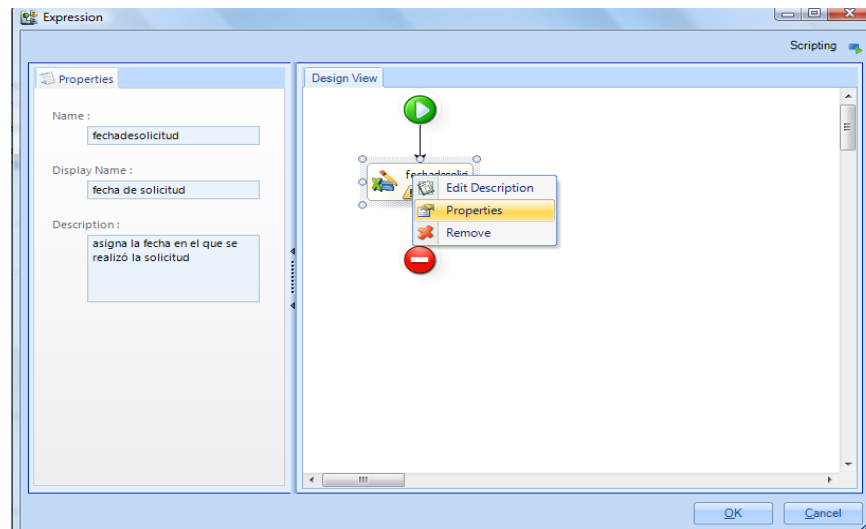 Expression
Scripting
Properties
Name :
fechadesolicitud
Display Name :
fecha de solicitud
Description :
asigna la fecha en el que se
realizó la solicitud
Design View
Edit Description
Properties
Remove
OK
Cancel